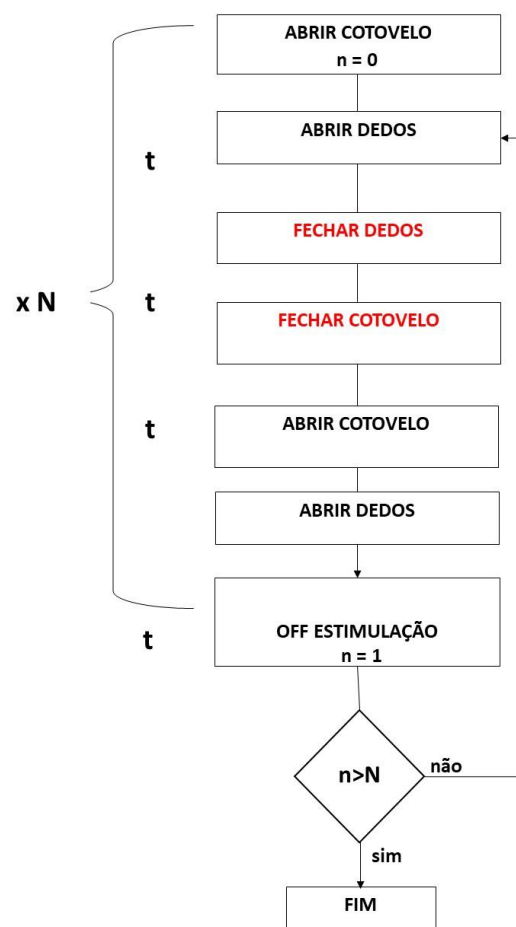 ABRIR COTOVELO
n = 0
ABRIR DEDOS
t
FECHAR DEDOS
x N
t
FECHAR COTOVELO
ABRIR COTOVELO
t
ABRIR DEDOS
OFF ESTIMULAÇÃO
t
n = 1
n>N
não
sim
FIM